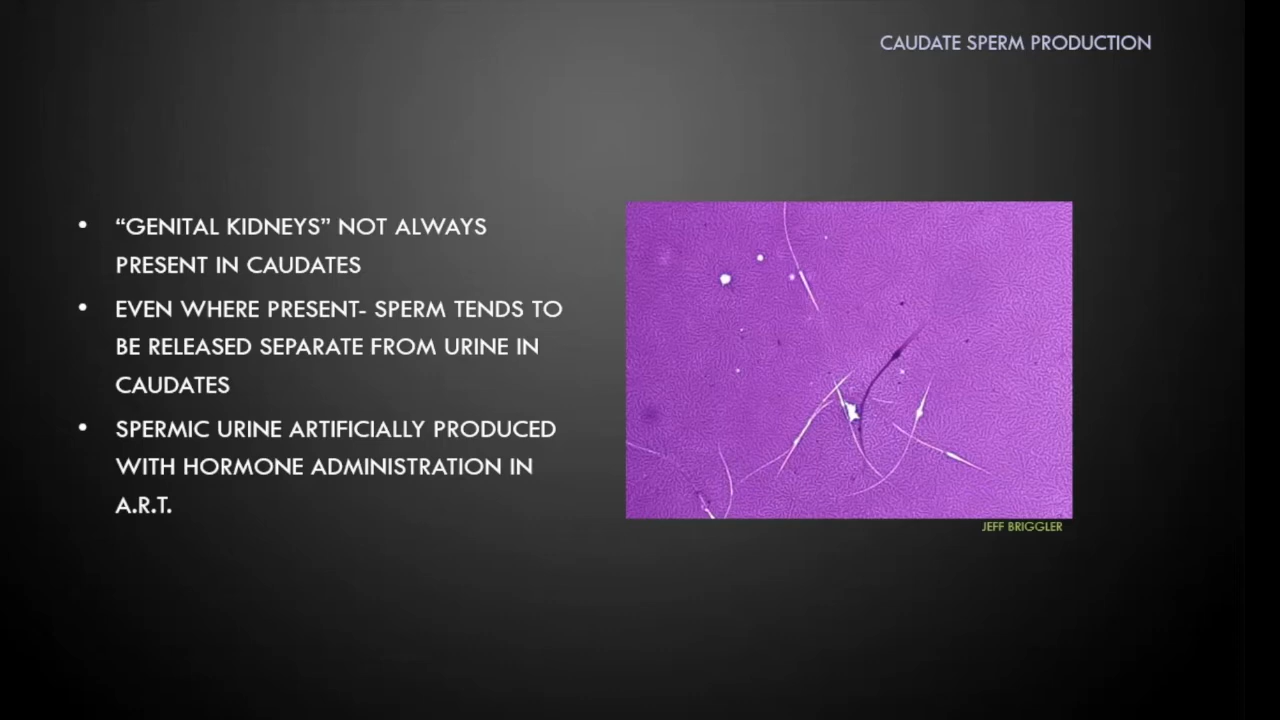 CAUDATE SPERM PRODUCTION
• “GENITAL KIDNEYS” NOT ALWAYS
PRESENT IN CAUDATES
• EVEN WHERE PRESENT- SPERM TENDS TO
BE RELEASED SEPARATE FROM URINE IN
CAUDATES
• SPERMIC URINE ARTIFICIALLY PRODUCED
WITH HORMONE ADMINISTRATION IN
A.R.T.
JEFF BRIGGLER